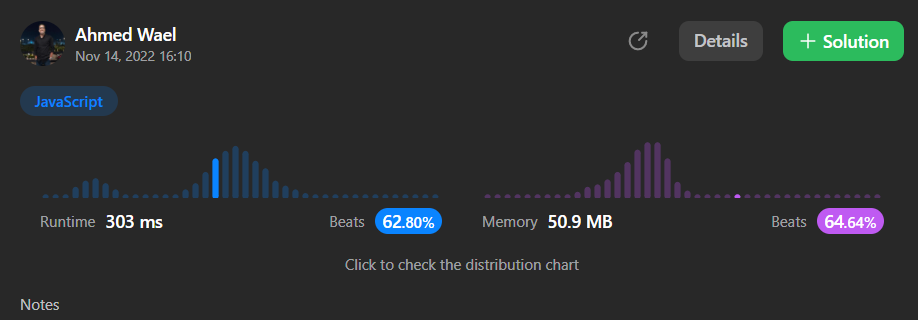 Ahmed Wael
Nov 14, 2022 16:10
Details
+ Solution
JavaScript
Runtime 303 ms Beats 62.80%
Memory 50.9 MB Beats 64.64%
Click to check the distribution chart
Notes